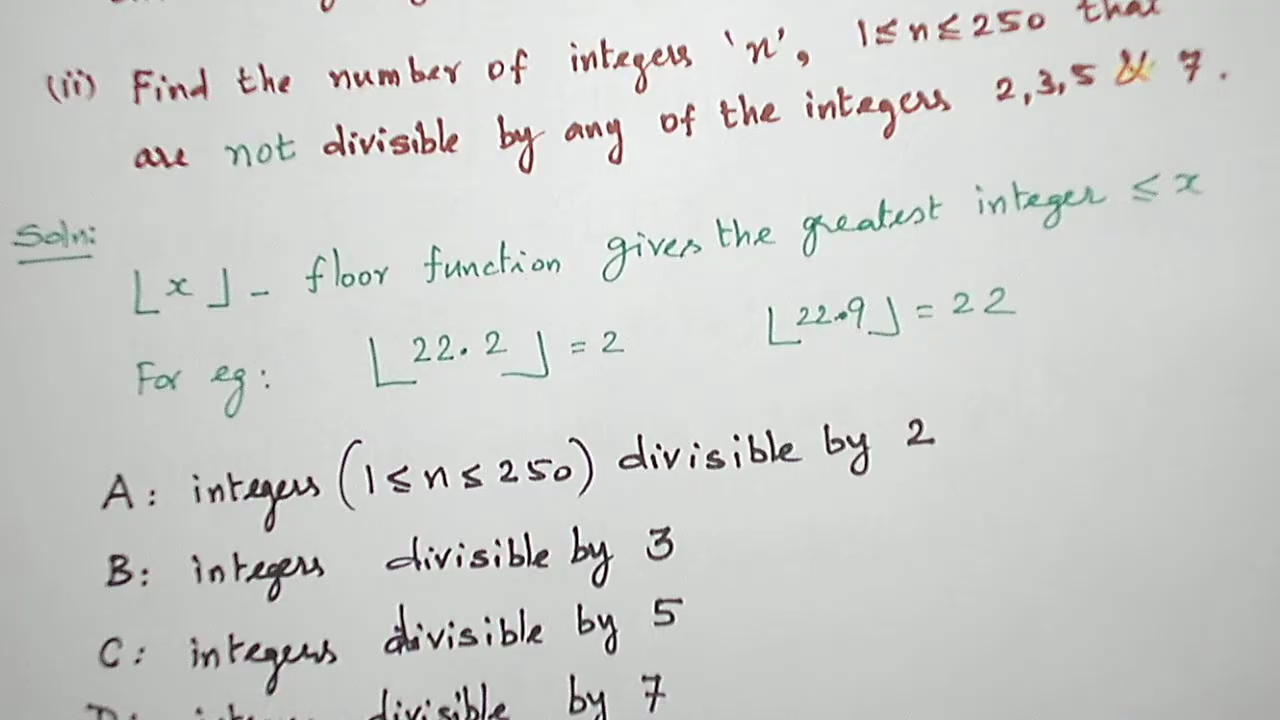 (ii) Find the number of integers 'n', 1 ≤ n ≤ 250 that
are not divisible by any of the integers 2, 3, 5 & 7.
Soln:
⌊x⌋ - floor function gives the greatest integer ≤ x
For eg: ⌊22.2⌋ = 2 ⌊22.9⌋ = 22
A: integers (1 ≤ n ≤ 250) divisible by 2
B: integers divisible by 3
C: integers divisible by 5
divisible by 7